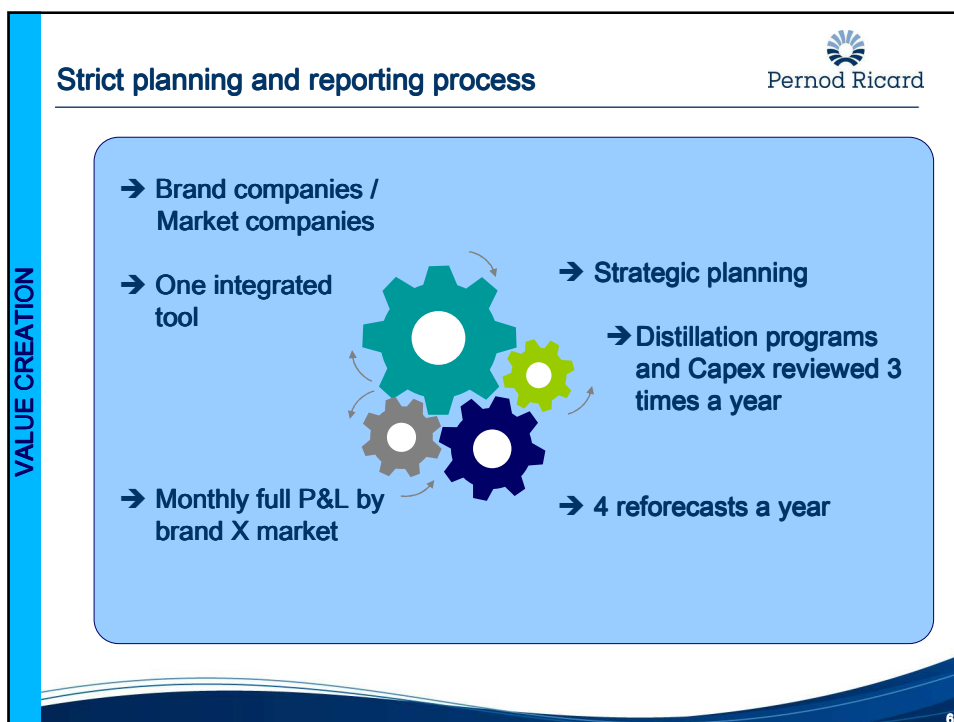 Strict planning and reporting process
Pernod Ricard
VALUE CREATION
➔ Brand companies /
Market companies
➔ One integrated
tool
➔ Monthly full P&L by
brand X market
➔ Strategic planning
➔ Distillation programs
and Capex reviewed 3
times a year
➔ 4 reforecasts a year